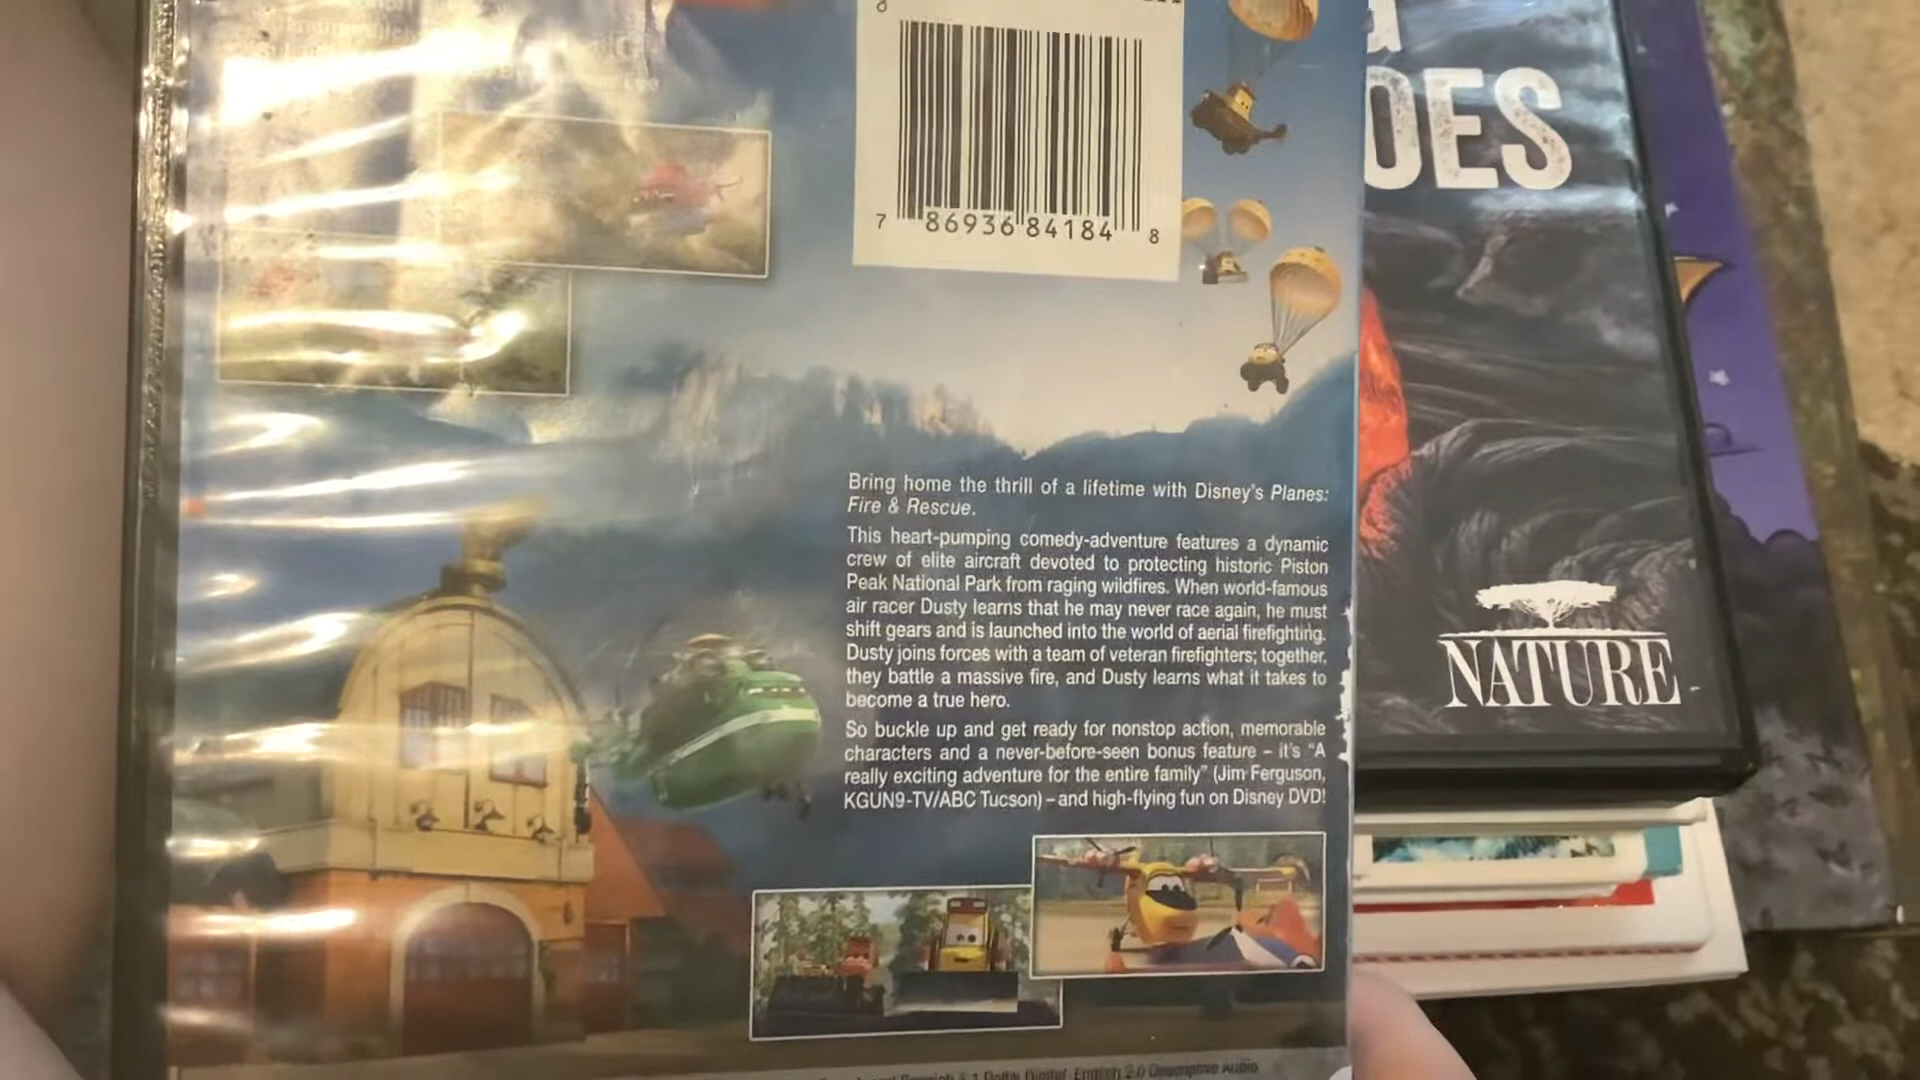 7 86936 84184 8
OES
Bring home the thrill of a lifetime with Disney's Planes:
Fire & Rescue.
This heart-pumping comedy-adventure features a dynamic
crew of elite aircraft devoted to protecting historic Piston
Peak National Park from raging wildfires. When world-famous
air racer Dusty learns that he may never race again, he must
shift gears and is launched into the world of aerial firefighting.
Dusty joins forces with a team of veteran firefighters; together,
they battle a massive fire, and Dusty learns what it takes to
become a true hero.
So buckle up and get ready for nonstop action, memorable
characters and a never-before-seen bonus feature – it's "A
really exciting adventure for the entire family" (Jim Ferguson,
KGUN9-TV/ABC Tucson) – and high-flying fun on Disney DVD!
NATURE
Digital, English 2.0 Descriptive Audio